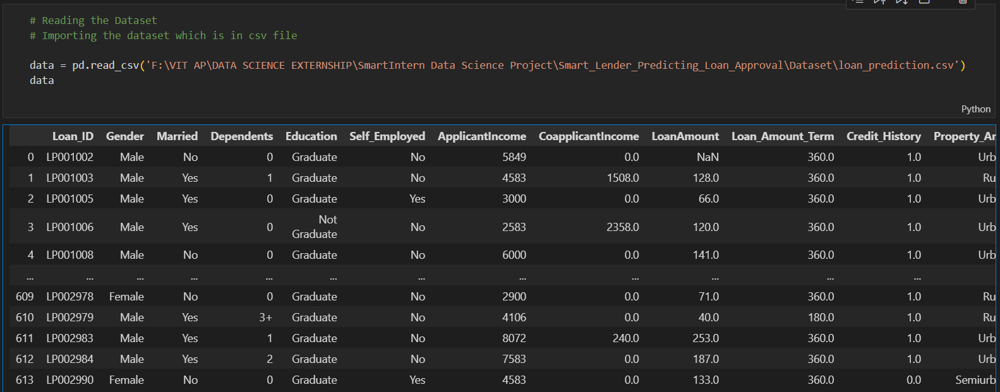 # Reading the Dataset
# Importing the dataset which is in csv file
data = pd.read_csv('F:\VIT AP\DATA SCIENCE EXTERNSHIP\SmartIntern Data Science Project\Smart_Lender_Predicting_Loan_Approval\Dataset\loan_prediction.csv')
data
Python
Loan_ID Gender Married Dependents Education Self_Employed ApplicantIncome CoapplicantIncome LoanAmount Loan_Amount_Term Credit_History Property_Ar
0 LP001002 Male No 0 Graduate No 5849 0.0 NaN 360.0 1.0 Urb
1 LP001003 Male Yes 1 Graduate No 4583 1508.0 128.0 360.0 1.0 Ru
2 LP001005 Male Yes 0 Graduate Yes 3000 0.0 66.0 360.0 1.0 Urb
3 LP001006 Male Yes 0 Not Graduate No 2583 2358.0 120.0 360.0 1.0 Urb
4 LP001008 Male No 0 Graduate No 6000 0.0 141.0 360.0 1.0 Urb
... ... ... ... ... ... ... ... ... ... ... ...
609 LP002978 Female No 0 Graduate No 2900 0.0 71.0 360.0 1.0 Ru
610 LP002979 Male Yes 3+ Graduate No 4106 0.0 40.0 180.0 1.0 Ru
611 LP002983 Male Yes 1 Graduate No 8072 240.0 253.0 360.0 1.0 Urb
612 LP002984 Male Yes 2 Graduate No 7583 0.0 187.0 360.0 1.0 Urb
613 LP002990 Female No 0 Graduate Yes 4583 0.0 133.0 360.0 0.0 Semiurb